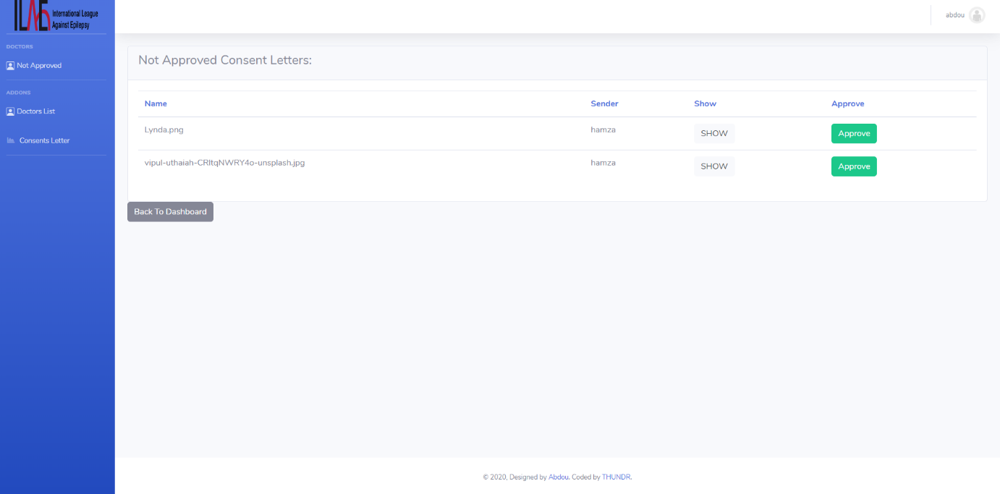 ILAE International League
Against Epilepsy
abdou
DOCTORS
Not Approved
ADDONS
Doctors List
Consents Letter
Not Approved Consent Letters:
Name Sender Show Approve
Lynda.png hamza SHOW Approve
vipul-uthaiah-CRltqNWRY4o-unsplash.jpg hamza SHOW Approve
Back To Dashboard
© 2020, Designed by Abdou. Coded by THUNDR.